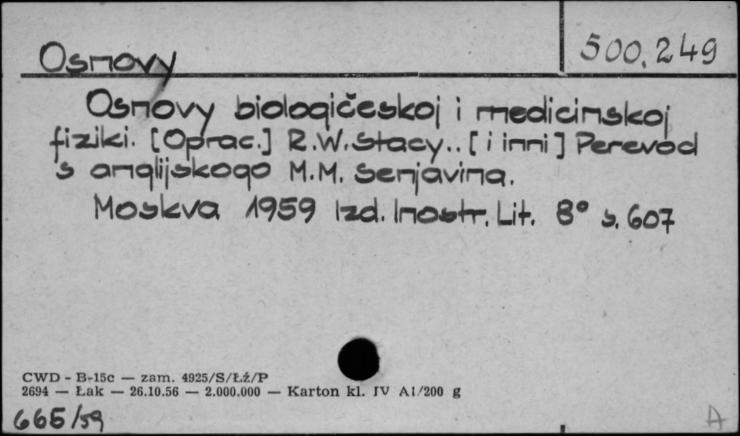 Osnovy
500.249
Osnovy biologičeskoj i medicinskoj
fiziki. [Oprac.] R.W. Stacy.. [i inni] Perevod
s anglijskogo M.M. Senjavina.
Moskva 1959 Izd. Inostr. Lit. 8° s. 607
CWD - B-15c — zam. 4925/S/Łź/P
2694 — Łak — 26.10.56 — 2.000.000 — Karton kl. IV A1/200 g
665/59
A